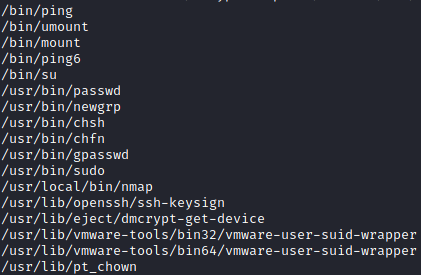 /bin/ping
/bin/umount
/bin/mount
/bin/ping6
/bin/su
/usr/bin/passwd
/usr/bin/newgrp
/usr/bin/chsh
/usr/bin/chfn
/usr/bin/gpasswd
/usr/bin/sudo
/usr/local/bin/nmap
/usr/lib/openssh/ssh-keysign
/usr/lib/eject/dmcrypt-get-device
/usr/lib/vmware-tools/bin32/vmware-user-suid-wrapper
/usr/lib/vmware-tools/bin64/vmware-user-suid-wrapper
/usr/lib/pt_chown